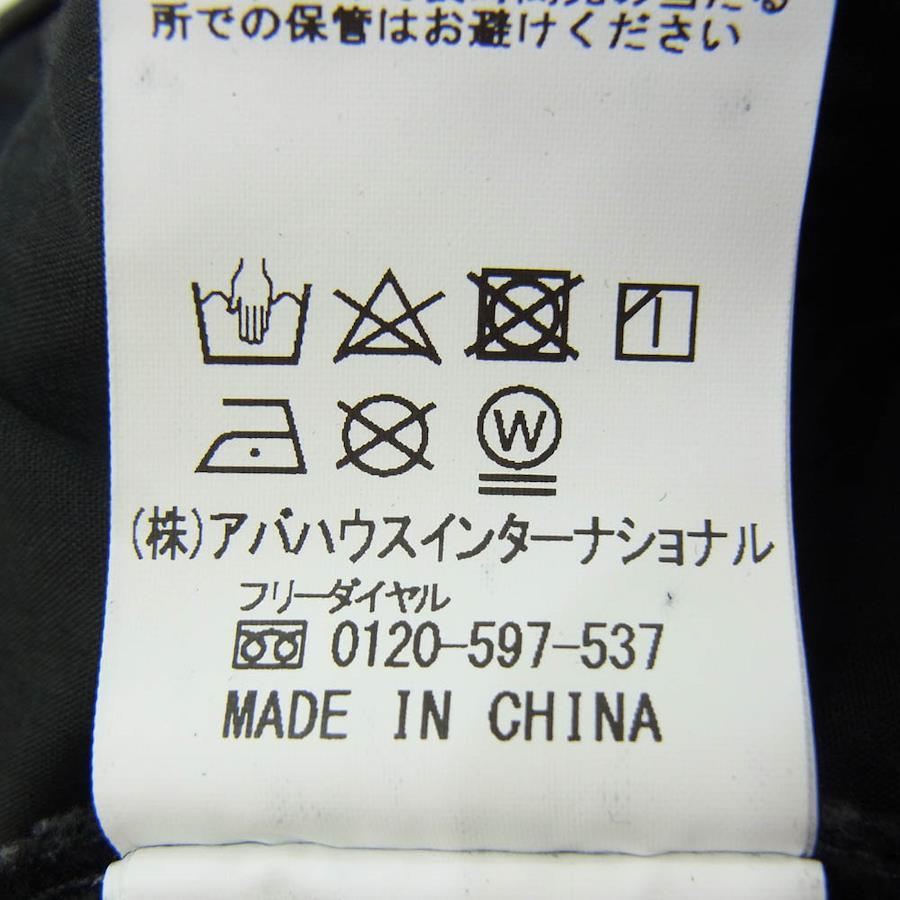 所での保管はお避けください
W
(株)アバハウスインターナショナル
フリーダイヤル
0120-597-537
MADE IN CHINA